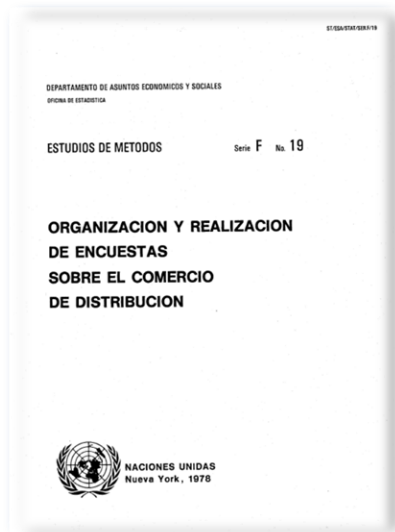 ST/ESA/STAT/SER.F/19
DEPARTAMENTO DE ASUNTOS ECONOMICOS Y SOCIALES
OFICINA DE ESTADISTICA
ESTUDIOS DE METODOS Serie F No. 19
ORGANIZACION Y REALIZACION
DE ENCUESTAS
SOBRE EL COMERCIO
DE DISTRIBUCION
NACIONES UNIDAS
Nueva York, 1978